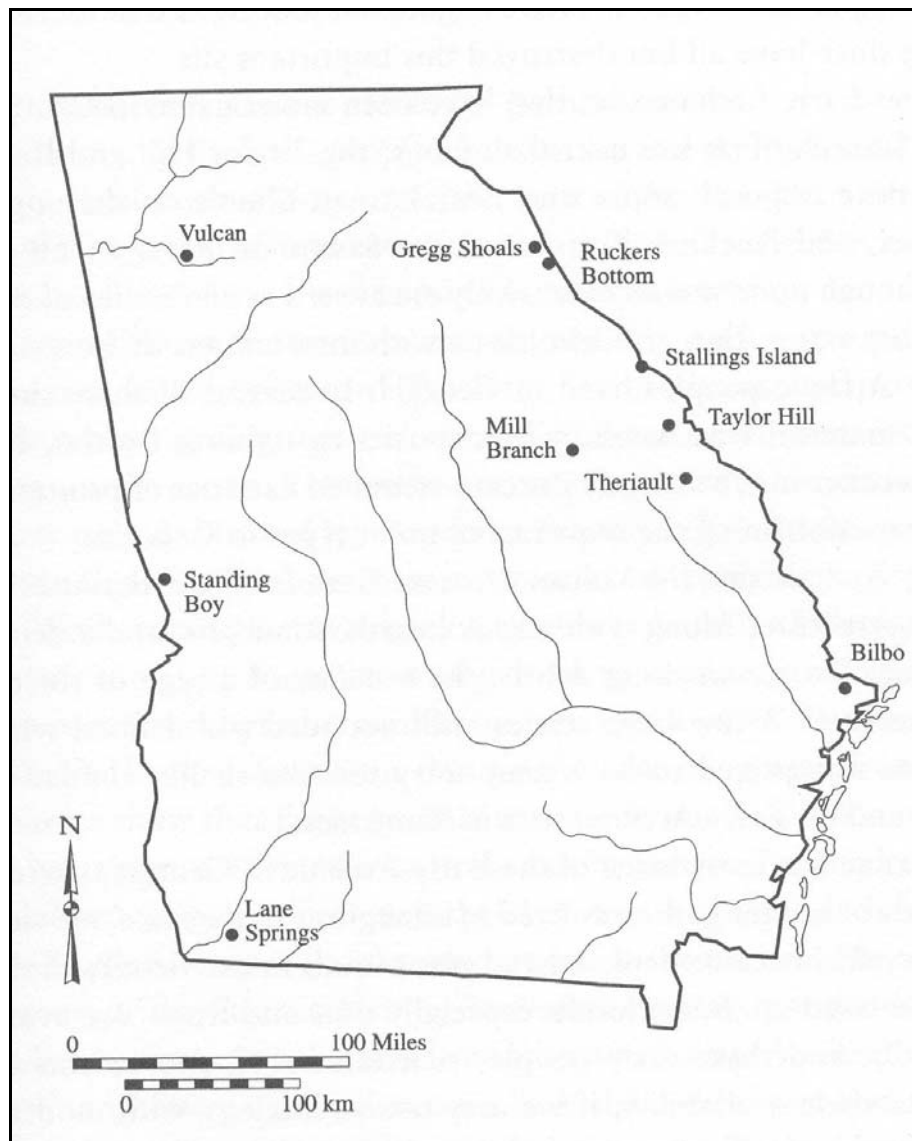 Vulcan
Gregg Shoals
Ruckers
Bottom
Stallings Island
Taylor Hill
Mill
Branch
Theriault
Standing
Boy
Bilbo
N
Lane
Springs
0
100 Miles
0
100 km